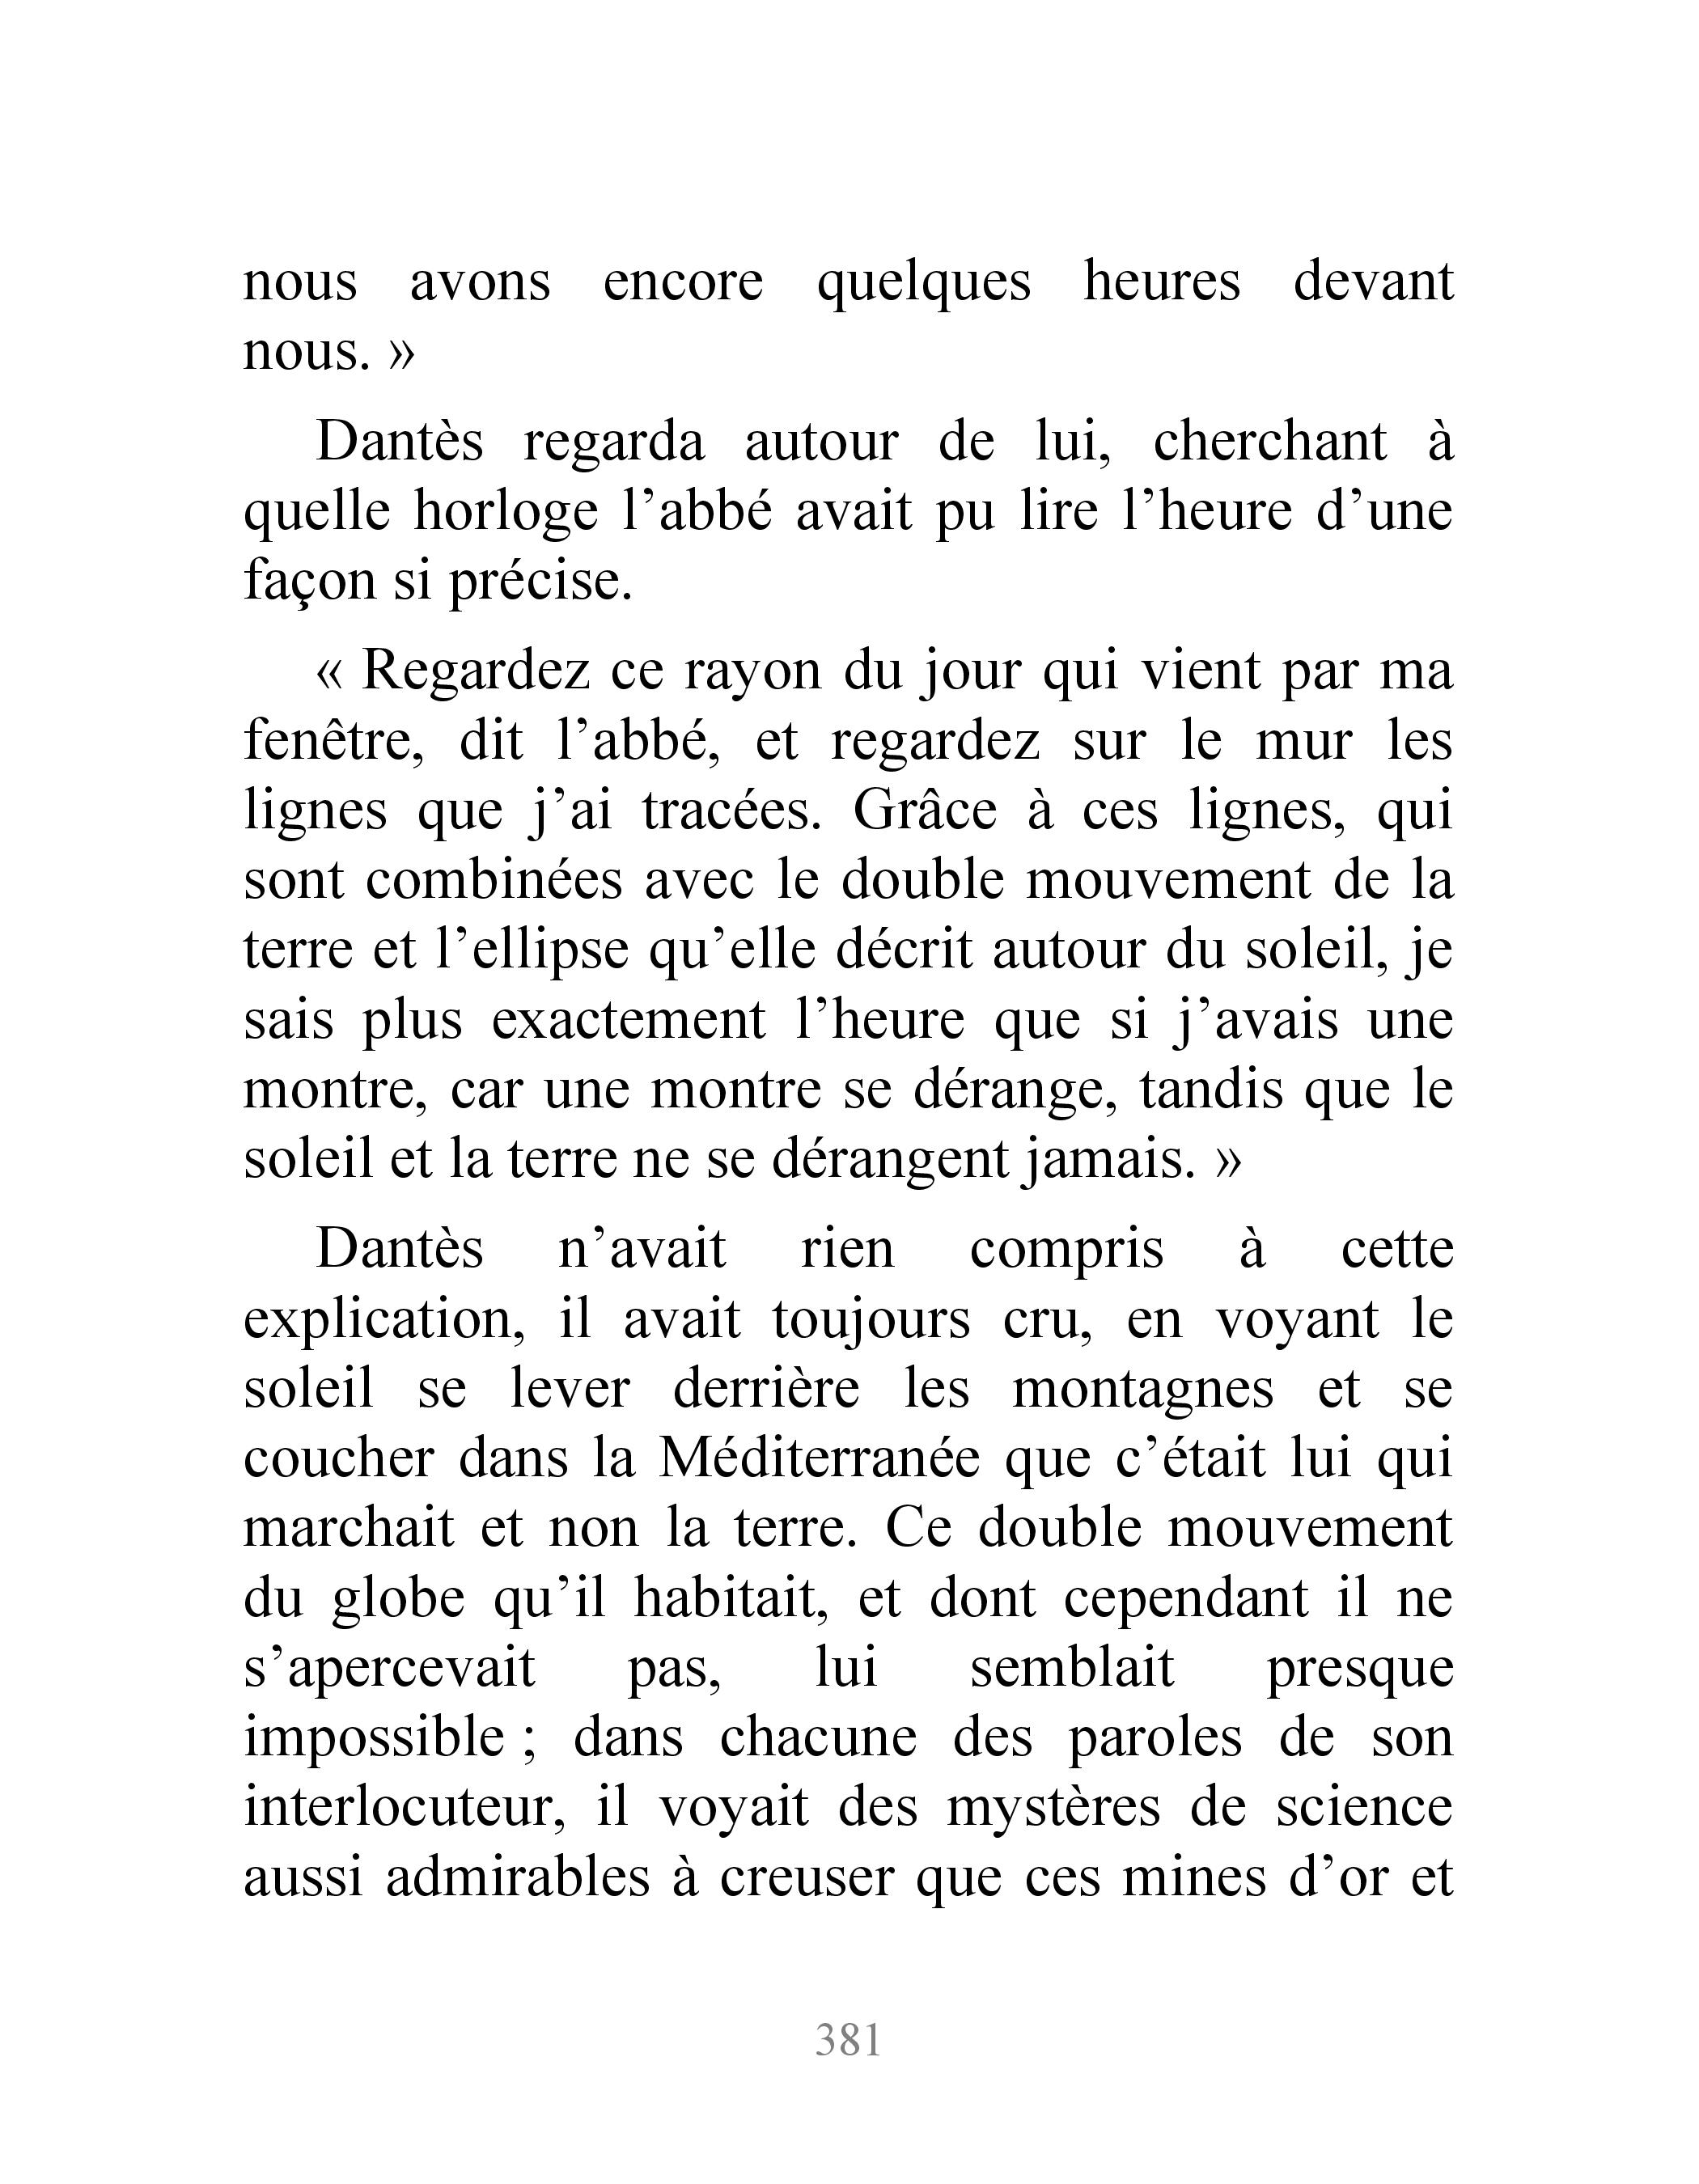 nous avons encore quelques heures devant
nous. »
Dantès regarda autour de lui, cherchant à
quelle horloge l’abbé avait pu lire l’heure d’une
façon si précise.
« Regardez ce rayon du jour qui vient par ma
fenêtre, dit l’abbé, et regardez sur le mur les
lignes que j’ai tracées. Grâce à ces lignes, qui
sont combinées avec le double mouvement de la
terre et l’ellipse qu’elle décrit autour du soleil, je
sais plus exactement l’heure que si j’avais une
montre, car une montre se dérange, tandis que le
soleil et la terre ne se dérangent jamais. »
Dantès n’avait rien compris à cette
explication, il avait toujours cru, en voyant le
soleil se lever derrière les montagnes et se
coucher dans la Méditerranée que c’était lui qui
marchait et non la terre. Ce double mouvement
du globe qu’il habitait, et dont cependant il ne
s’apercevait pas, lui semblait presque
impossible ; dans chacune des paroles de son
interlocuteur, il voyait des mystères de science
aussi admirables à creuser que ces mines d’or et
381